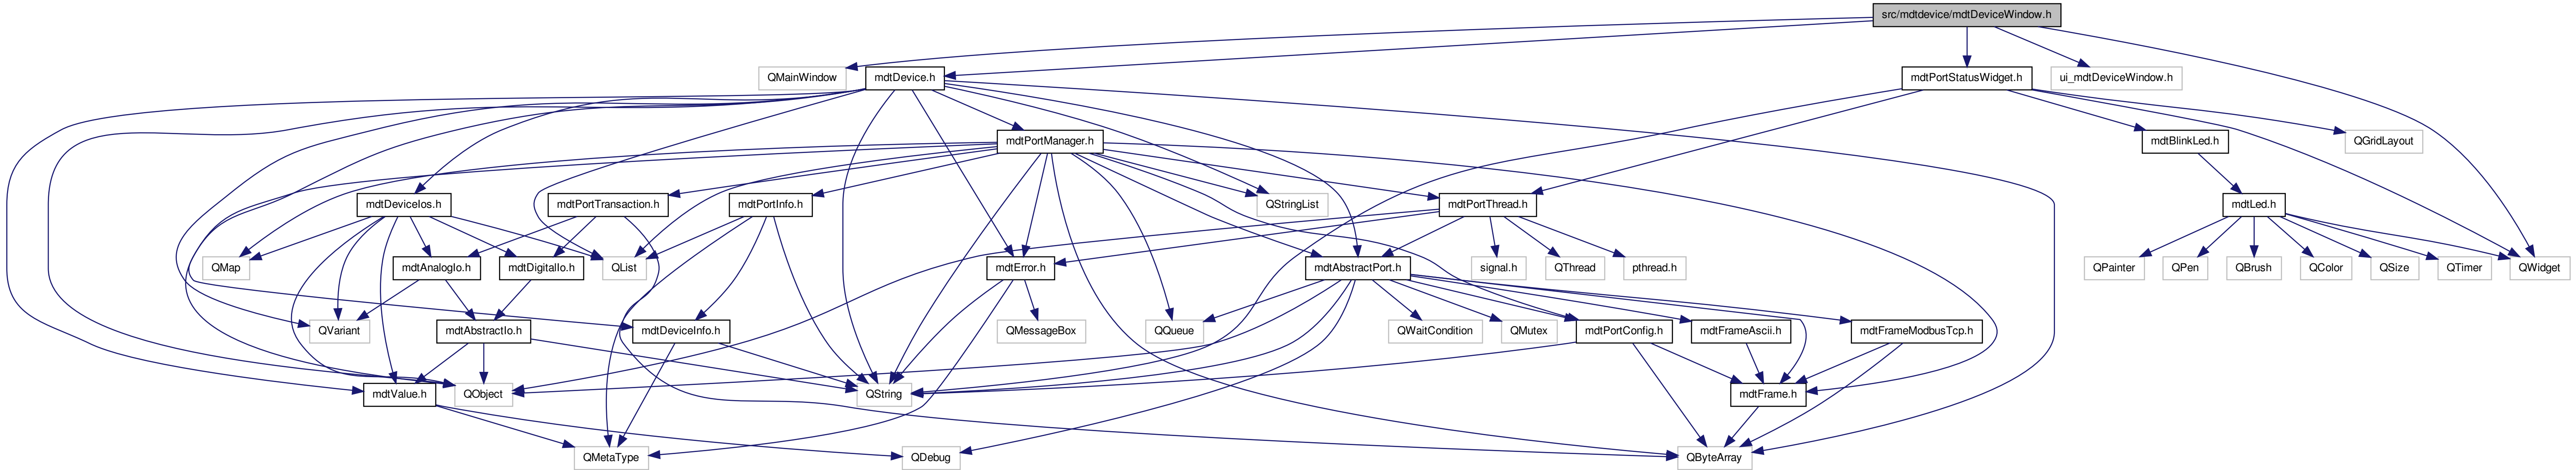 src/mdtdevice/mdtDeviceWindow.h
QMainWindow
mdtDevice.h
mdtPortStatusWidget.h
ui_mdtDeviceWindow.h
mdtPortManager.h
mdtBlinkLed.h
QGridLayout
mdtDeviceIos.h
mdtPortTransaction.h
mdtPortInfo.h
QStringList
mdtPortThread.h
mdtLed.h
QMap
mdtAnalogIo.h
mdtDigitalIo.h
QList
mdtError.h
mdtAbstractPort.h
signal.h
QThread
pthread.h
QPainter
QPen
QBrush
QColor
QSize
QTimer
QWidget
QVariant
mdtAbstractIo.h
mdtDeviceInfo.h
QMessageBox
QQueue
QWaitCondition
QMutex
mdtPortConfig.h
mdtFrameAscii.h
mdtFrameModbusTcp.h
mdtValue.h
QObject
QString
mdtFrame.h
QMetaType
QDebug
QByteArray